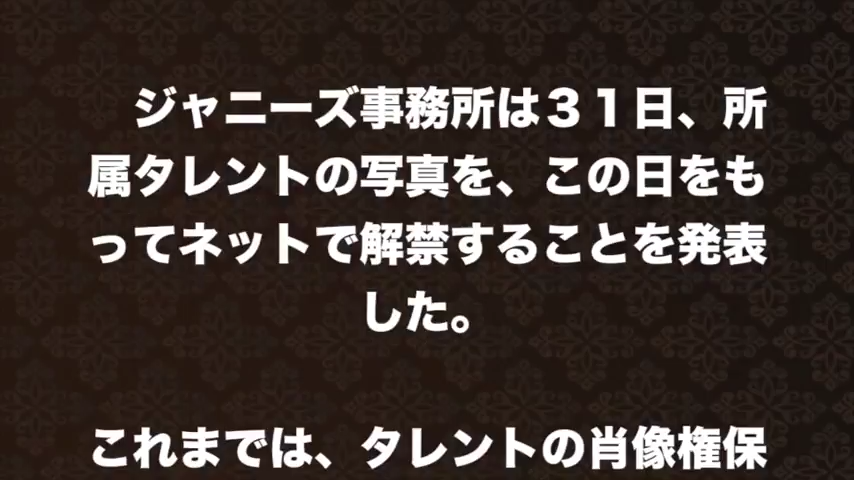 ジャニーズ事務所は３１日、所
属タレントの写真を、この日をも
ってネットで解禁することを発表
した。
これまでは、タレントの肖像権保